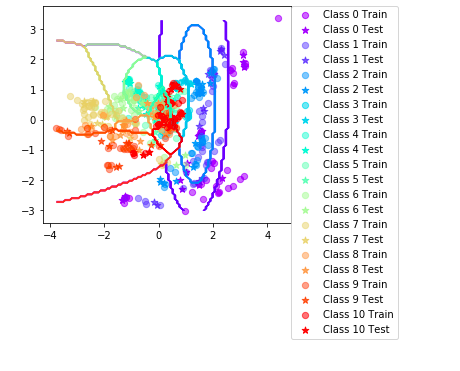 3
2
1
0
−1
−2
−3
−4
−2
0
2
4
Class 0 Train
Class 0 Test
Class 1 Train
Class 1 Test
Class 2 Train
Class 2 Test
Class 3 Train
Class 3 Test
Class 4 Train
Class 4 Test
Class 5 Train
Class 5 Test
Class 6 Train
Class 6 Test
Class 7 Train
Class 7 Test
Class 8 Train
Class 8 Test
Class 9 Train
Class 9 Test
Class 10 Train
Class 10 Test